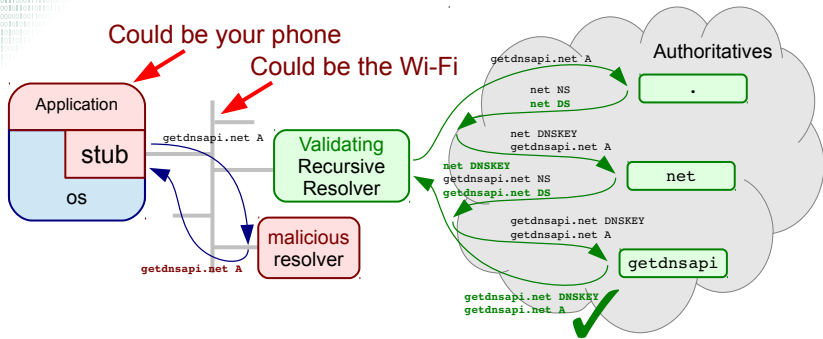 Could be your phone
Could be the Wi-Fi
Application
stub
os
getdnsapi.net A
getdnsapi.net A
malicious
resolver
Validating
Recursive
Resolver
Authoritatives
getdnsapi.net A
.
net NS
net DS
net DNSKEY
getdnsapi.net A
net
net DNSKEY
getdnsapi.net NS
getdnsapi.net DS
getdnsapi.net DNSKEY
getdnsapi.net A
getdnsapi
getdnsapi.net DNSKEY
getdnsapi.net A